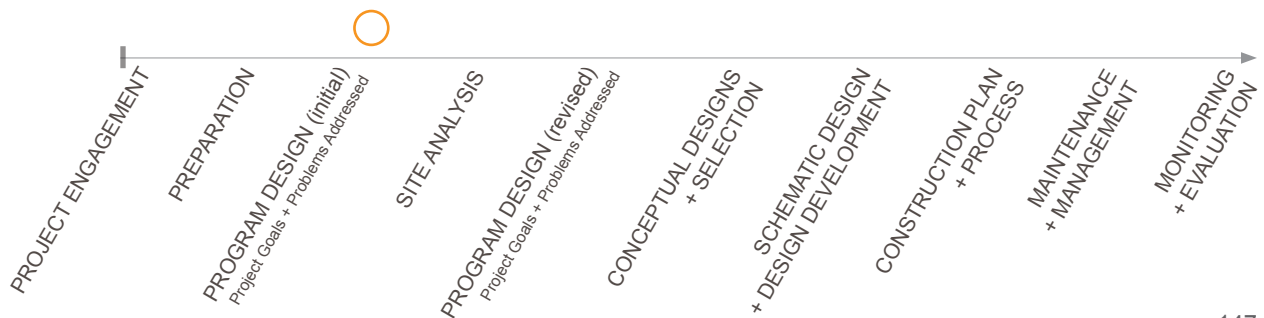 PROJECT ENGAGEMENT
PREPARATION
PROGRAM DESIGN (initial)
Project Goals + Problems Addressed
SITE ANALYSIS
PROGRAM DESIGN (revised)
Project Goals + Problems Addressed
CONCEPTUAL DESIGNS
+ SELECTION
SCHEMATIC DESIGN
+ DESIGN DEVELOPMENT
CONSTRUCTION PLAN
+ PROCESS
MAINTENANCE
+ MANAGEMENT
MONITORING
+ EVALUATION